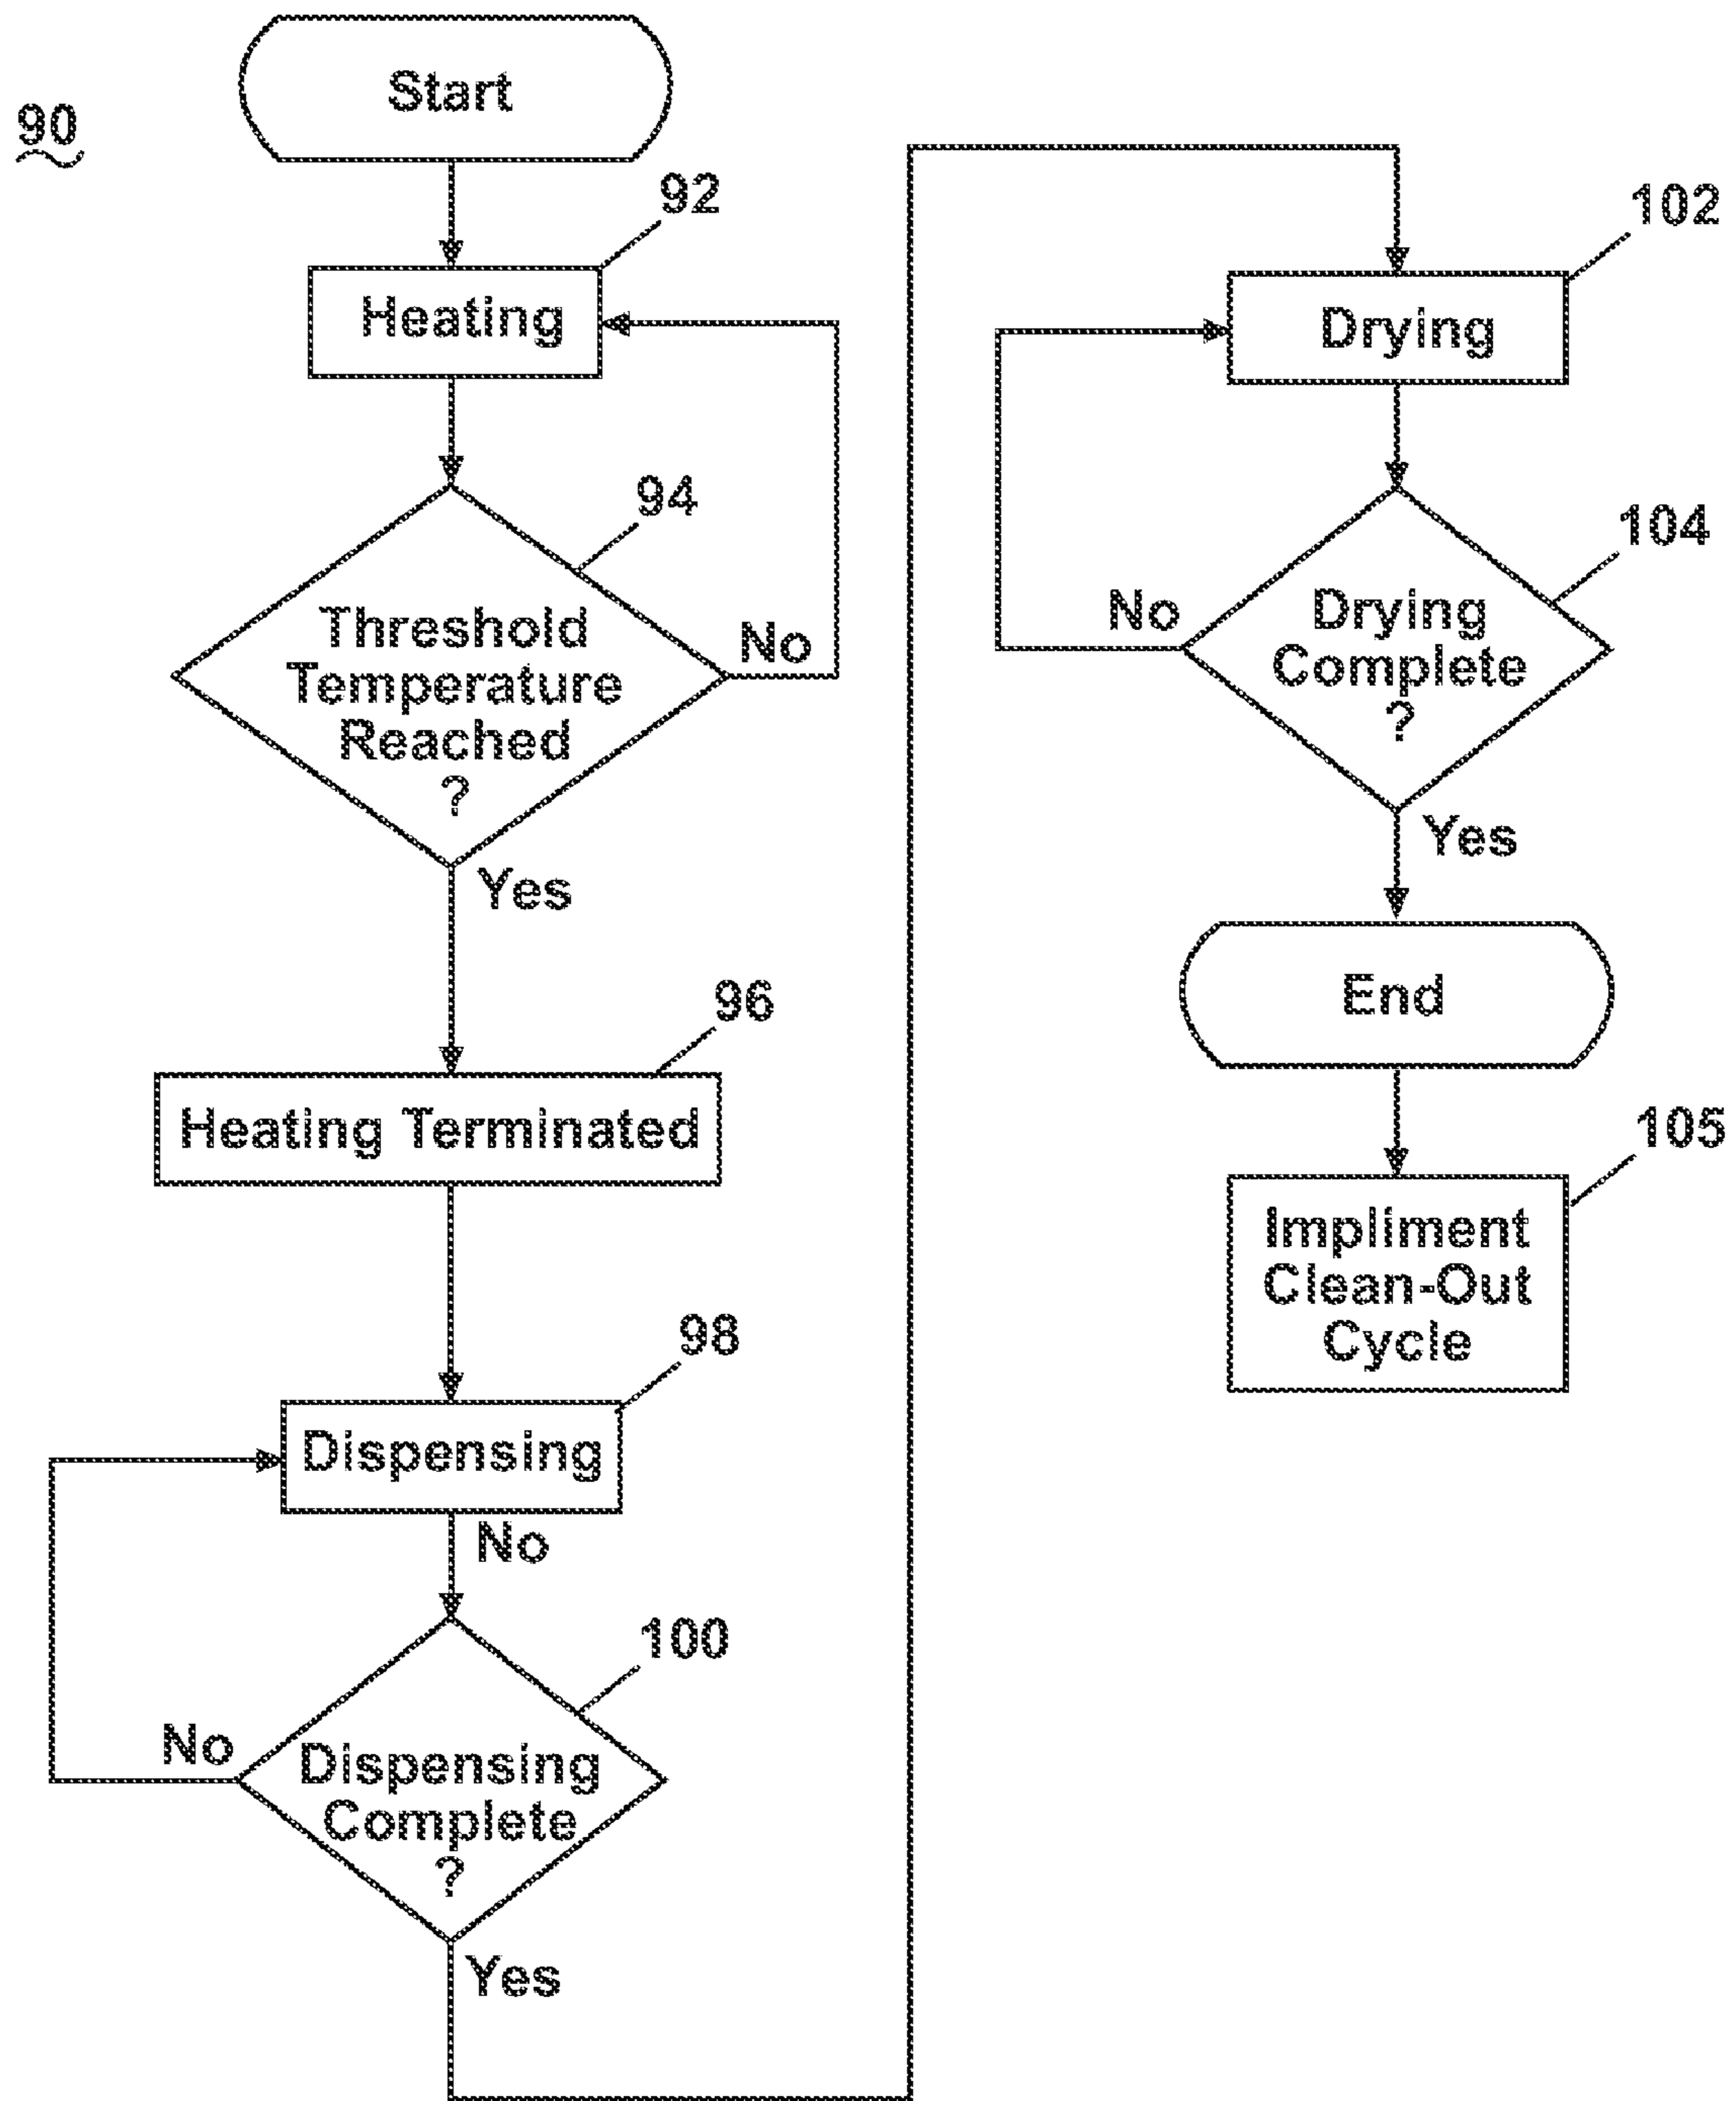 90
Start
92
Heating
94
Threshold
Temperature
Reached
?
No
Yes
96
Heating Terminated
98
Dispensing
No
100
No
Dispensing
Complete
?
Yes
102
Drying
104
No
Drying
Complete
?
Yes
End
105
Impliment
Clean-Out
Cycle